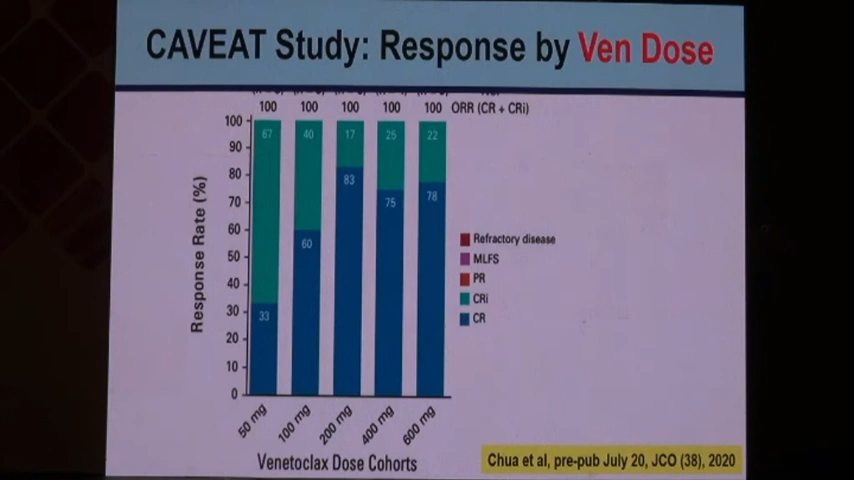 CAVEAT Study: Response by Ven Dose
100 100 100 100 100 ORR (CR + CRi)
100
90
80
70
60
50
40
30
20
10
0
Response Rate (%)
67 40 17 25 22
33 60 83 75 78
Refractory disease
MLFS
PR
CRi
CR
50 mg 100 mg 200 mg 400 mg 600 mg
Venetoclax Dose Cohorts
Chua et al, pre-pub July 20, JCO (38), 2020